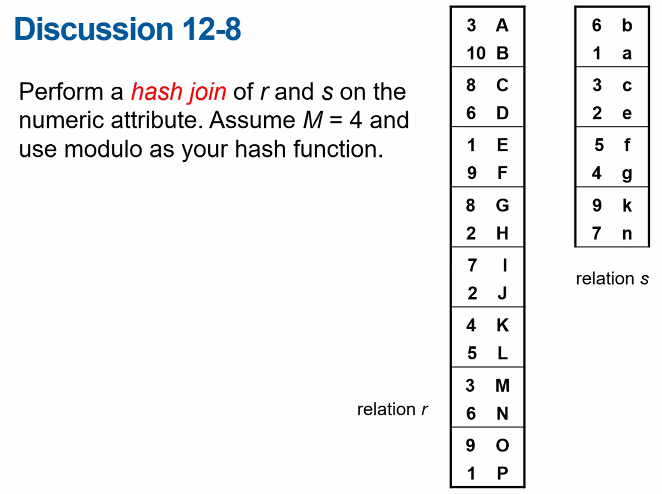 Discussion 12-8
Perform a hash join of r and s on the
numeric attribute. Assume M = 4 and
use modulo as your hash function.
3 A
10 B
8 C
6 D
1 E
9 F
8 G
2 H
7 I
2 J
4 K
5 L
3 M
6 N
9 O
1 P
relation r
6 b
1 a
3 c
2 e
5 f
4 g
9 k
7 n
relation s